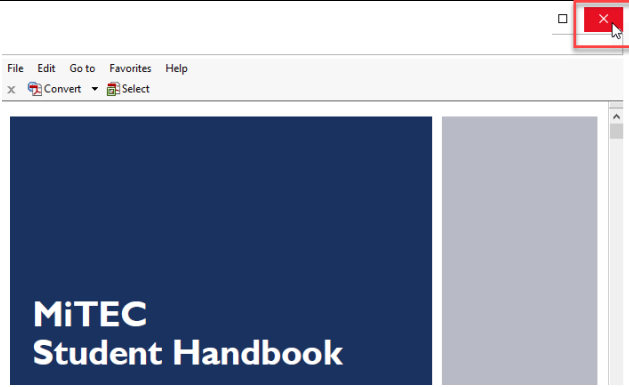 File Edit Go to Favorites Help
x Convert Select
MiTEC
Student Handbook